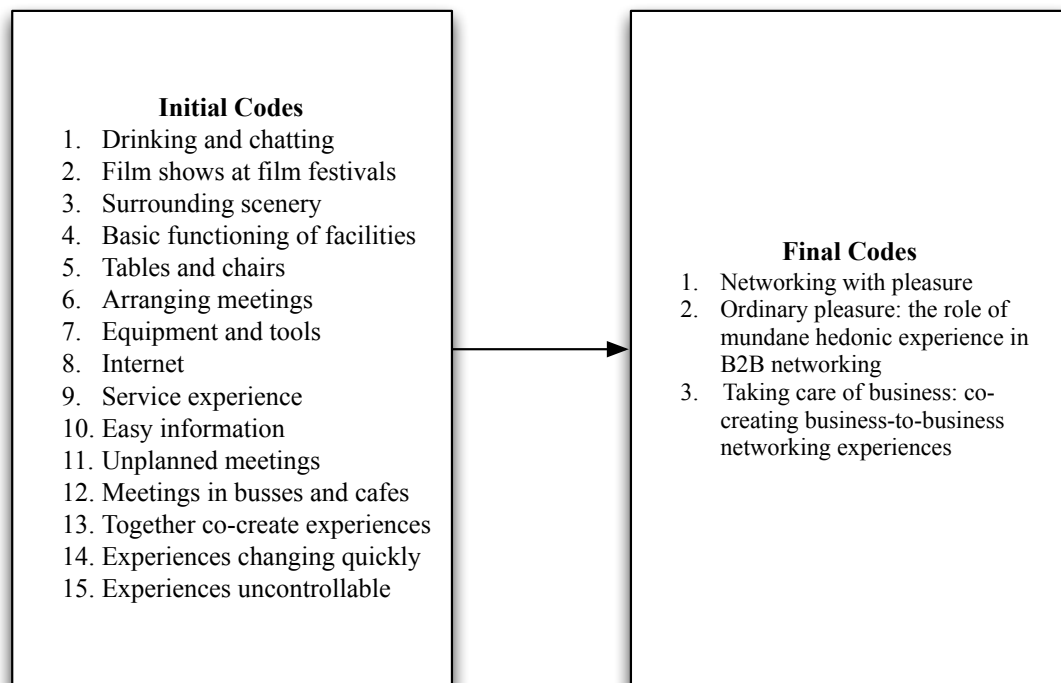 Initial Codes
1. Drinking and chatting
2. Film shows at film festivals
3. Surrounding scenery
4. Basic functioning of facilities
5. Tables and chairs
6. Arranging meetings
7. Equipment and tools
8. Internet
9. Service experience
10. Easy information
11. Unplanned meetings
12. Meetings in busses and cafes
13. Together co-create experiences
14. Experiences changing quickly
15. Experiences uncontrollable
Final Codes
1. Networking with pleasure
2. Ordinary pleasure: the role of
mundane hedonic experience in
B2B networking
3. Taking care of business: co-
creating business-to-business
networking experiences